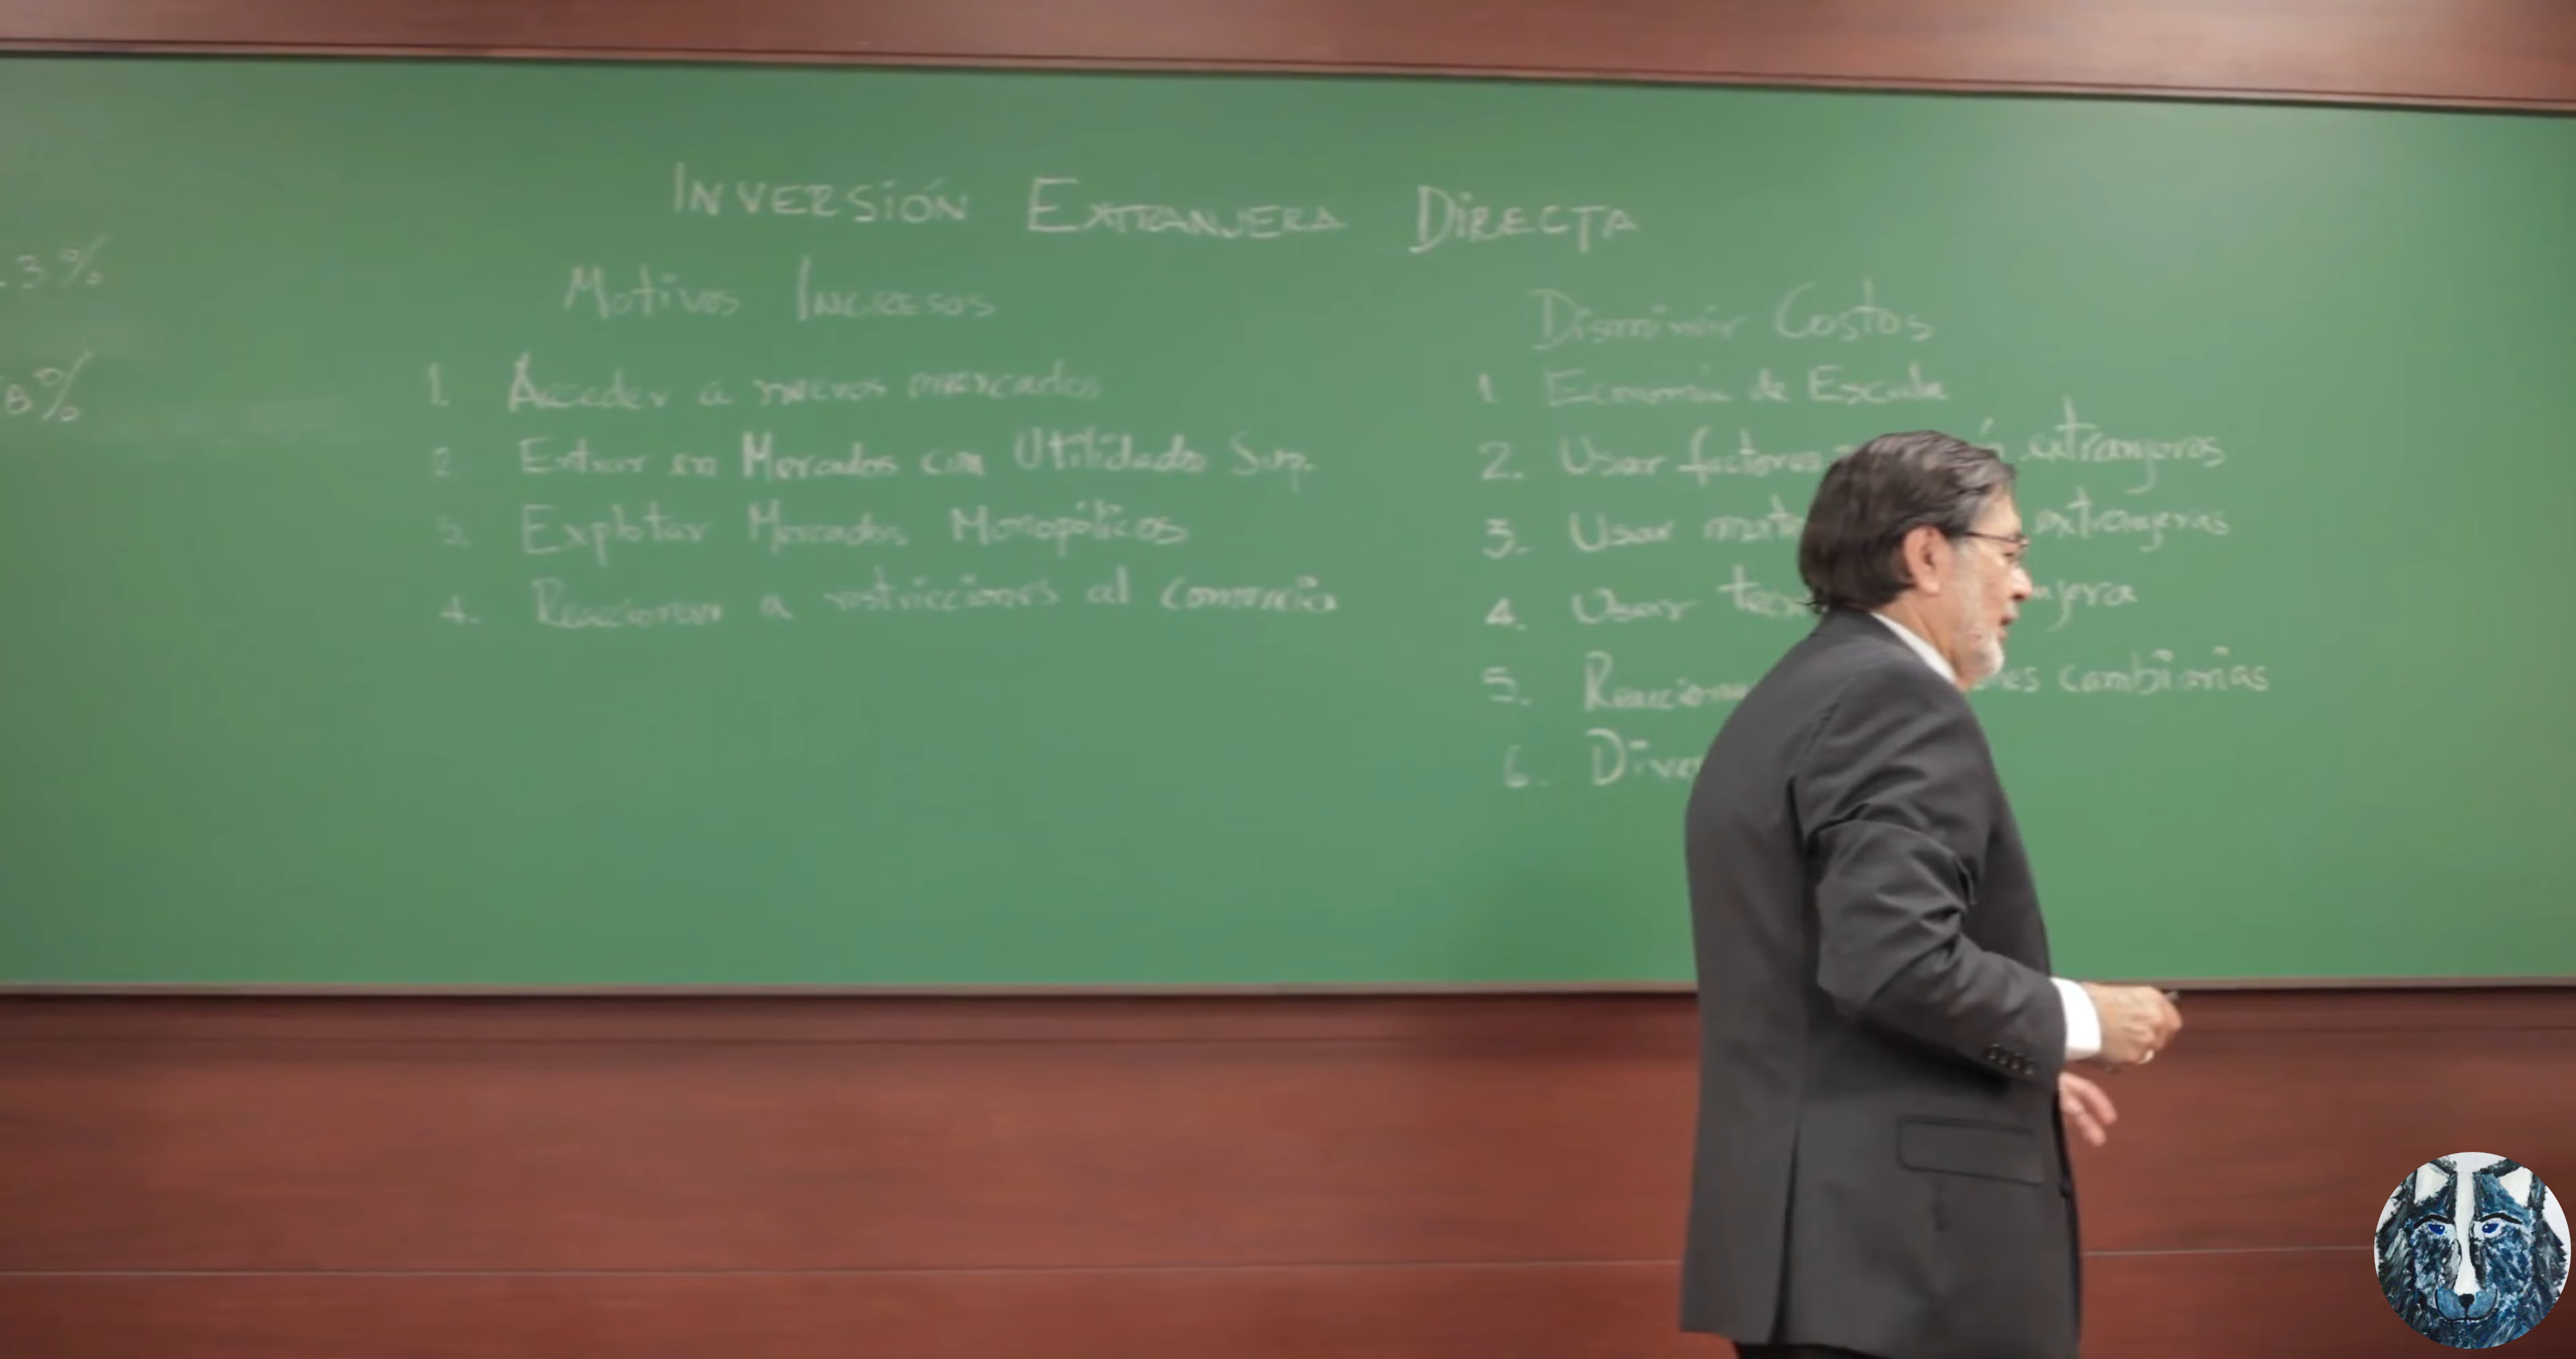 .3%
8%
INVERSIÓN EXTRANJERA DIRECTA
Motivos INGRESOS
1. Acceder a nuevos mercados
2. Entrar en Mercados con Utilidades Sup.
3. Explotar Mercados Monopólicos
4. Reaccionar a restricciones al comercio
Disminuir Costos
1 Economía de Escala
2. Usar factores extranjeros
3. Usar extranjeras
4. Usar
5. cambiarias
6.